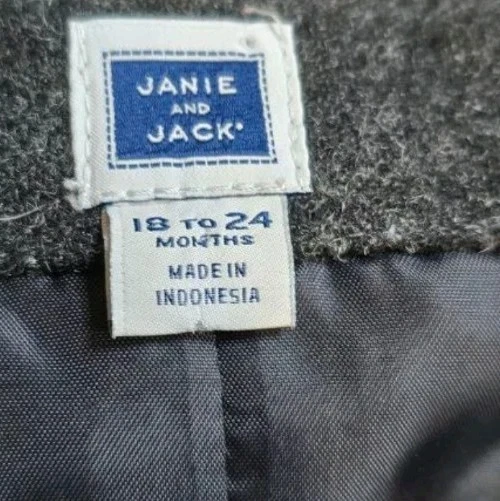 JANIE
AND
JACK
18 TO 24
MONTHS
MADE IN
INDONESIA